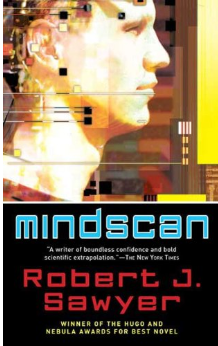 mindscan
"A writer of boundless confidence and bold
scientific extrapolation."—The New York Times
Robert J.
Sawyer
WINNER OF THE HUGO AND
NEBULA AWARDS FOR BEST NOVEL